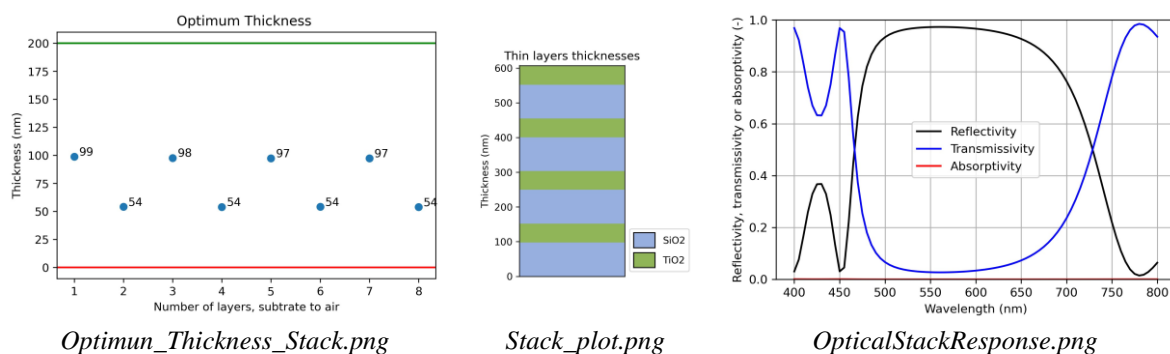 Optimum Thickness
Thickness (nm)
200
175
150
125
100
75
50
25
0
99
54
98
54
97
54
97
54
1 2 3 4 5 6 7 8
Number of layers, subtrate to air
Optimun_Thickness_Stack.png
Thin layers thicknesses
Thickness (nm)
600
500
400
300
200
100
0
SiO2
TiO2
Stack_plot.png
Reflectivity, transmissivity or absorptivity (-)
1.0
0.8
0.6
0.4
0.2
0.0
Reflectivity
Transmissivity
Absorptivity
400 450 500 550 600 650 700 750 800
Wavelength (nm)
OpticalStackResponse.png